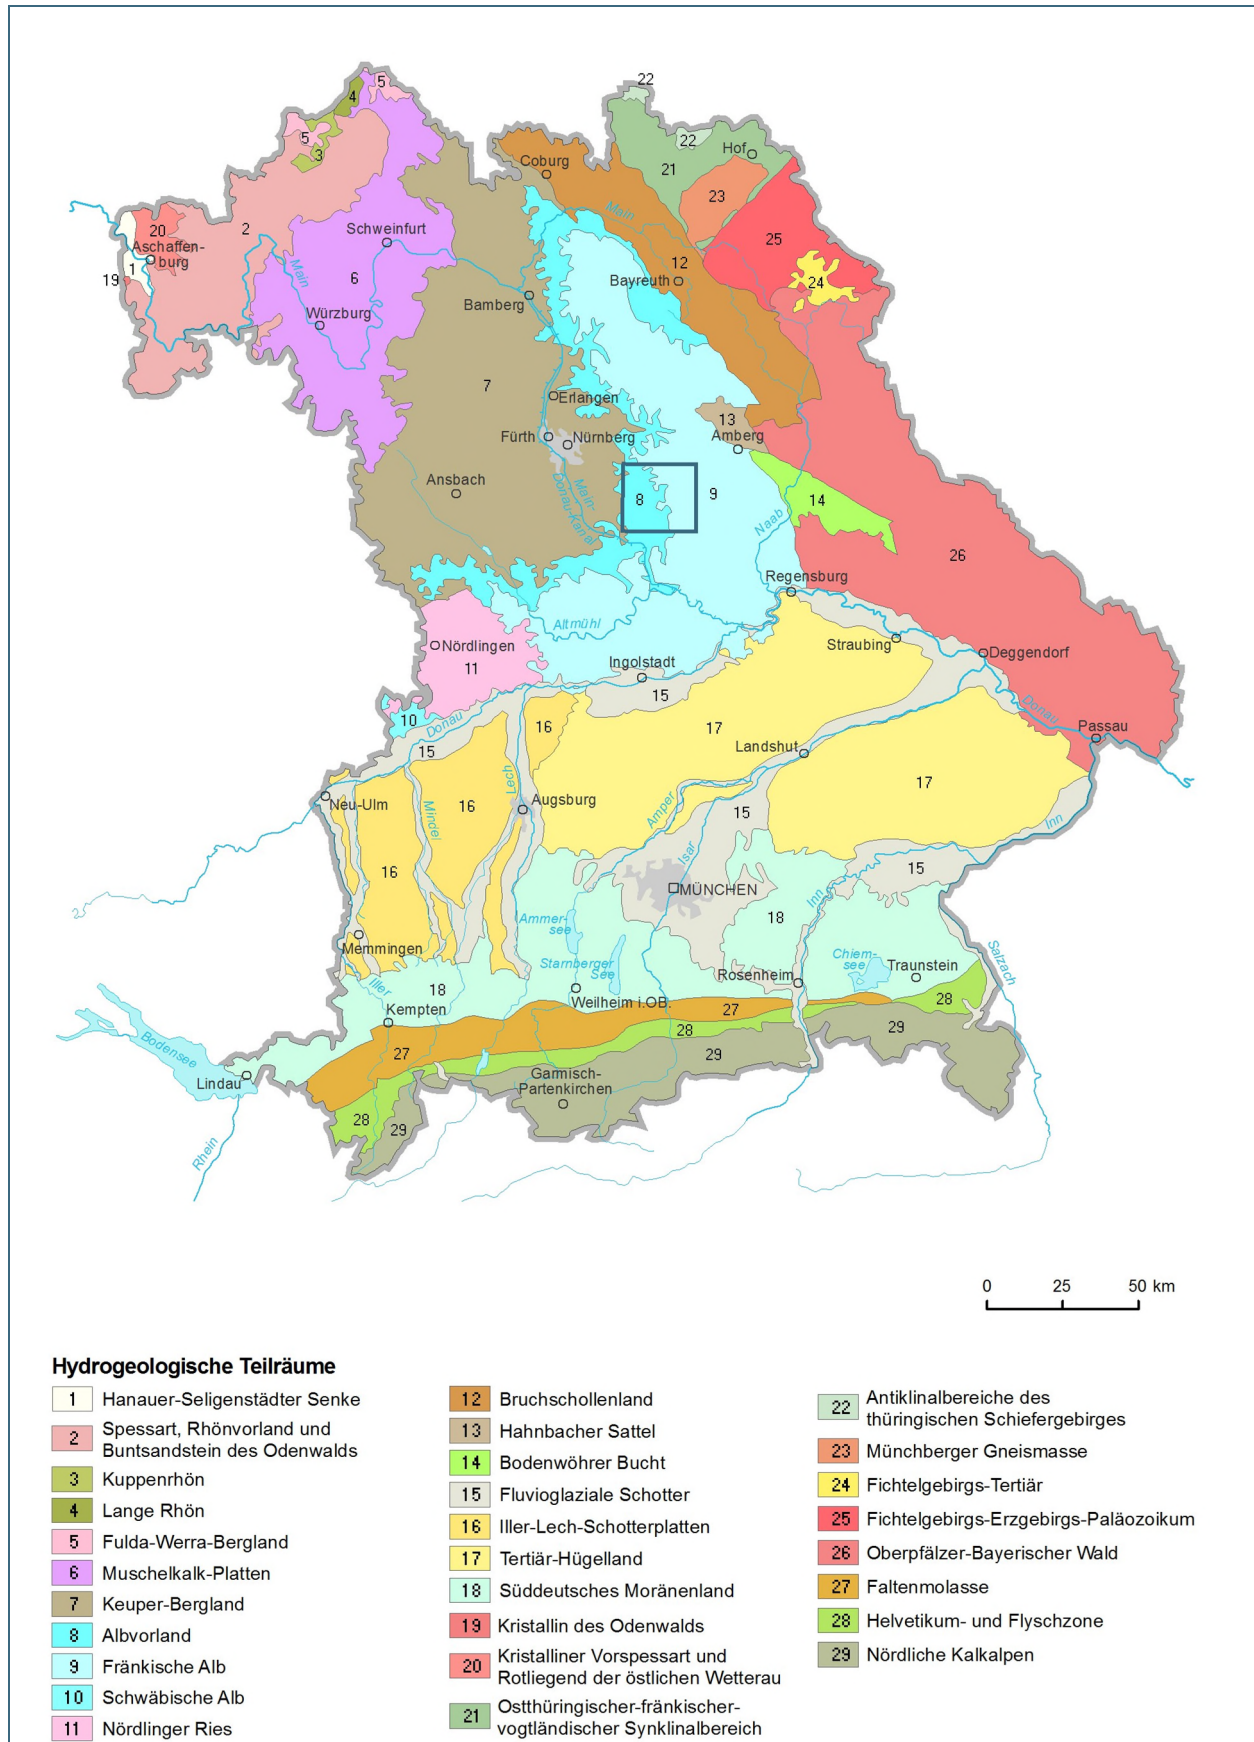 22
5
4
5
22
Hof
21
3
Coburg
23
20
2
Main
Schweinfurt
25
Aschaffen-
burg
1
19
Main
6
12
Bayreuth
24
Bamberg
Würzburg
7
Erlangen
13
Fürth
Nürnberg
Amberg
Ansbach
Main-
Donau-Kanal
8
9
14
Naab
26
Regensburg
Altmühl
Straubing
Nördlingen
11
Deggendorf
Ingolstadt
15
Donau
10
Donau
16
17
Passau
15
Landshut
Neu-Ulm
Mindel
16
Lech
Augsburg
Amper
17
15
Inn
Isar
16
15
MÜNCHEN
Inn
Ammer-
see
18
Memmingen
Starnberger
See
Chiem-
see
Salzach
Iller
18
Rosenheim
Traunstein
Kempten
Weilheim i.OB.
27
28
28
29
Bodensee
27
29
Lindau
Garmisch-
Partenkirchen
28
29
Rhein
0 25 50 km
Hydrogeologische Teilräume
1 Hanauer-Seligenstädter Senke
2 Spessart, Rhönvorland und
Buntsandstein des Odenwalds
3 Kuppenrhön
4 Lange Rhön
5 Fulda-Werra-Bergland
6 Muschelkalk-Platten
7 Keuper-Bergland
8 Albvorland
9 Fränkische Alb
10 Schwäbische Alb
11 Nördlinger Ries
12 Bruchschollenland
13 Hahnbacher Sattel
14 Bodenwöhrer Bucht
15 Fluvioglaziale Schotter
16 Iller-Lech-Schotterplatten
17 Tertiär-Hügelland
18 Süddeutsches Moränenland
19 Kristallin des Odenwalds
20 Kristalliner Vorspessart und
Rotliegend der östlichen Wetterau
21 Ostthüringischer-fränkischer-
vogtländischer Synklinalbereich
22 Antiklinalbereiche des
thüringischen Schiefergebirges
23 Münchberger Gneismasse
24 Fichtelgebirgs-Tertiär
25 Fichtelgebirgs-Erzgebirgs-Paläozoikum
26 Oberpfälzer-Bayerischer Wald
27 Faltenmolasse
28 Helvetikum- und Flyschzone
29 Nördliche Kalkalpen